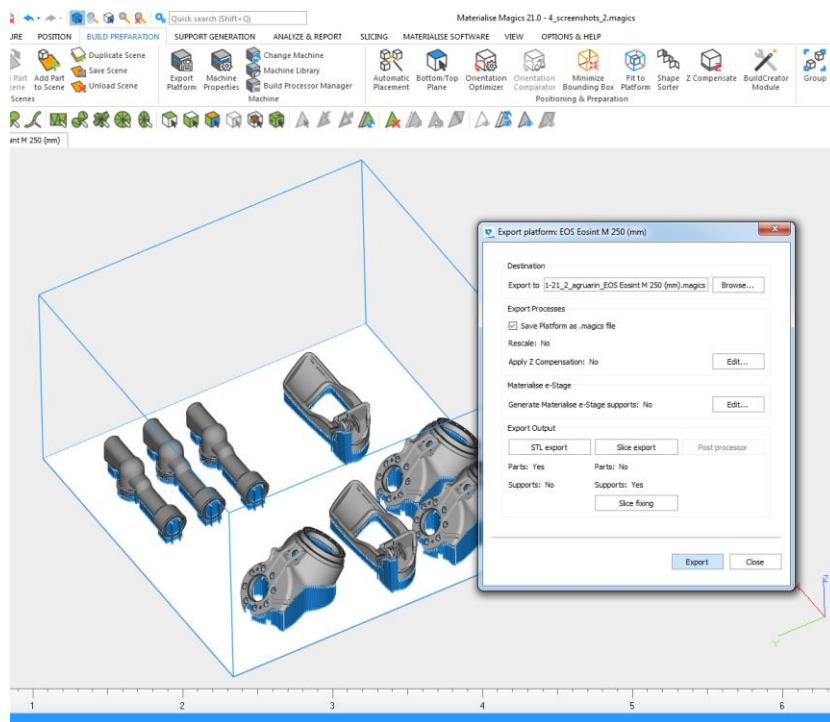 Quick search (Shift+Q)
Materialise Magics 21.0 - 4_screenshots_2.magics
POSITION BUILD PREPARATION SUPPORT GENERATION ANALYZE & REPORT SLICING MATERIALISE SOFTWARE VIEW OPTIONS & HELP
Duplicate Scene
Save Scene
Unload Scene
Part
Add Part
to Scene
Scenes
Export
Platform
Machine
Properties
Change Machine
Machine Library
Build Processor Manager
Machine
Automatic
Placement
Bottom/Top
Plane
Orientation
Optimizer
Orientation
Comparator
Minimize
Bounding Box
Fit to
Platform
Shape
Sorter
Z Compensate
BuildCreator
Module
Positioning & Preparation
Group
M 250 (mm)
Export platform: EOS Eosint M 250 (mm)
Destination
Export to 1-21_2_agruarin_EOS Eosint M 250 (mm).magics Browse...
Export Processes
Save Platform as .magics file
Rescale: No
Apply Z Compensation: No Edit...
Materialise e-Stage
Generate Materialise e-Stage supports: No Edit...
Export Output
STL export Slice export Post processor
Parts: Yes Parts: No
Supports: No Supports: Yes
Slice fixing
Export Close
Z
Y
1 2 3 4 5 6